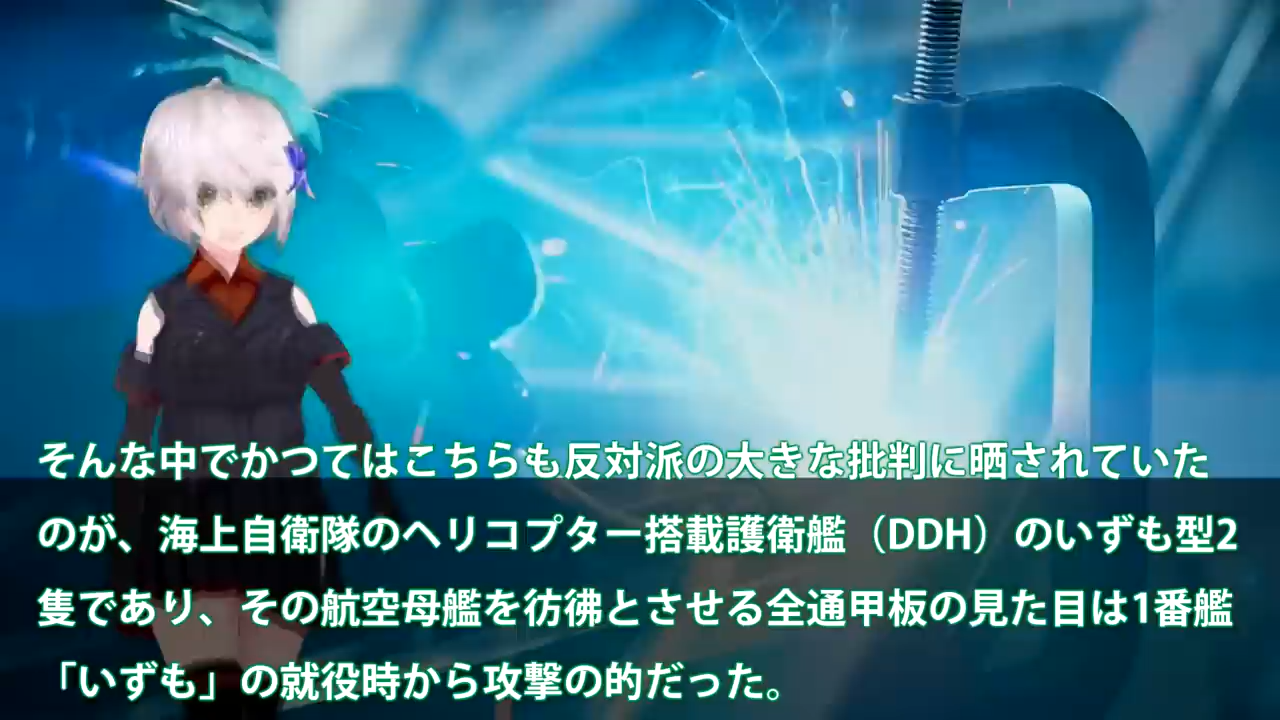 そんな中でかつてはこちらも反対派の大きな批判に晒されていた
のが、海上自衛隊のヘリコプター搭載護衛艦（DDH）のいずも型2
隻であり、その航空母艦を彷彿とさせる全通甲板の見た目は1番艦
「いずも」の就役時から攻撃の的だった。